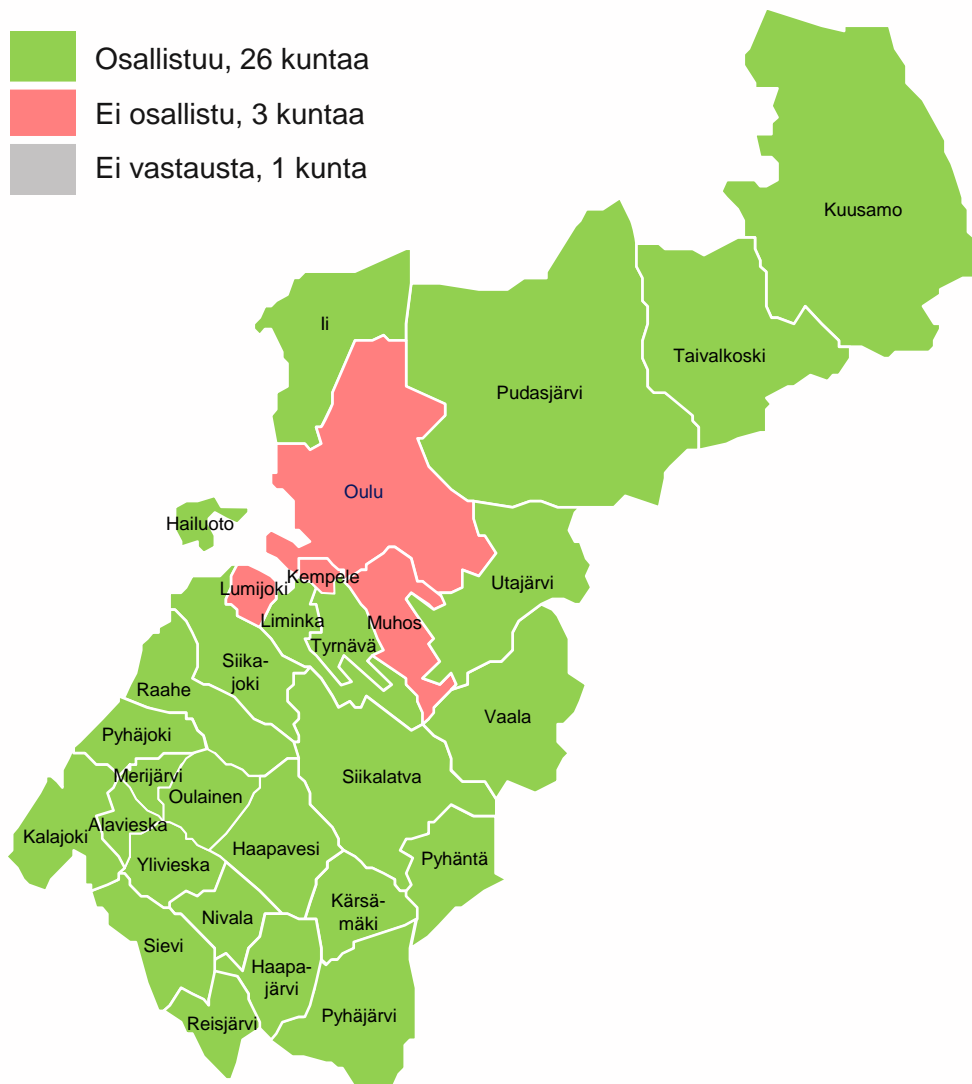 Osallistuu, 26 kuntaa
Ei osallistu, 3 kuntaa
Ei vastausta, 1 kunta
Kuusamo
Ii
Taivalkoski
Pudasjärvi
Oulu
Hailuoto
Kempele
Lumijoki
Utajärvi
Liminka
Muhos
Tyrnävä
Siika-
joki
Raahe
Vaala
Pyhäjoki
Merijärvi
Siikalatva
Oulainen
Alavieska
Kalajoki
Haapavesi
Pyhäntä
Ylivieska
Kärsä-
mäki
Nivala
Sievi
Haapa-
järvi
Pyhäjärvi
Reisjärvi